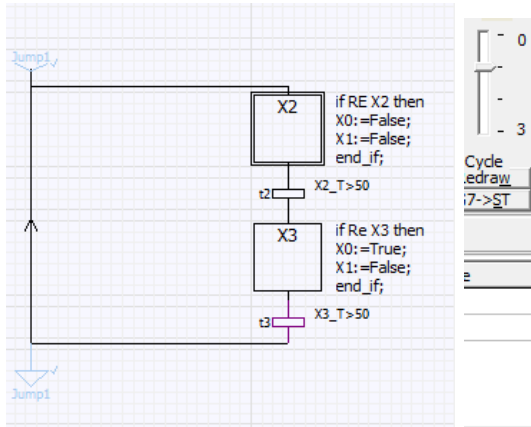 Jump1
X2
if RE X2 then
X0:=False;
X1:=False;
end_if;
t2
X2_T>50
X3
if Re X3 then
X0:=True;
X1:=False;
end_if;
t3
X3_T>50
Jump1
0
3
Cycle
edraw
7->ST
e